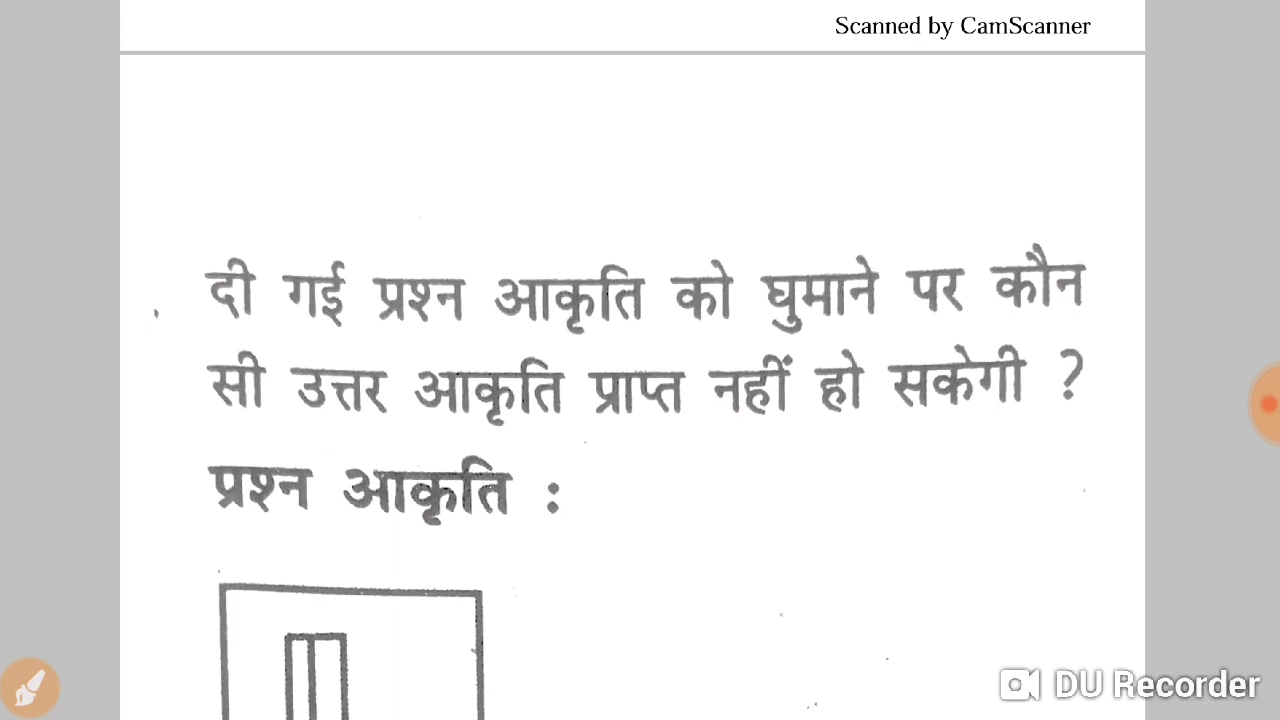 Scanned by CamScanner
दी गई प्रश्न आकृति को घुमाने पर कौन
सी उत्तर आकृति प्राप्त नहीं हो सकेगी ?
प्रश्न आकृति :
DU Recorder